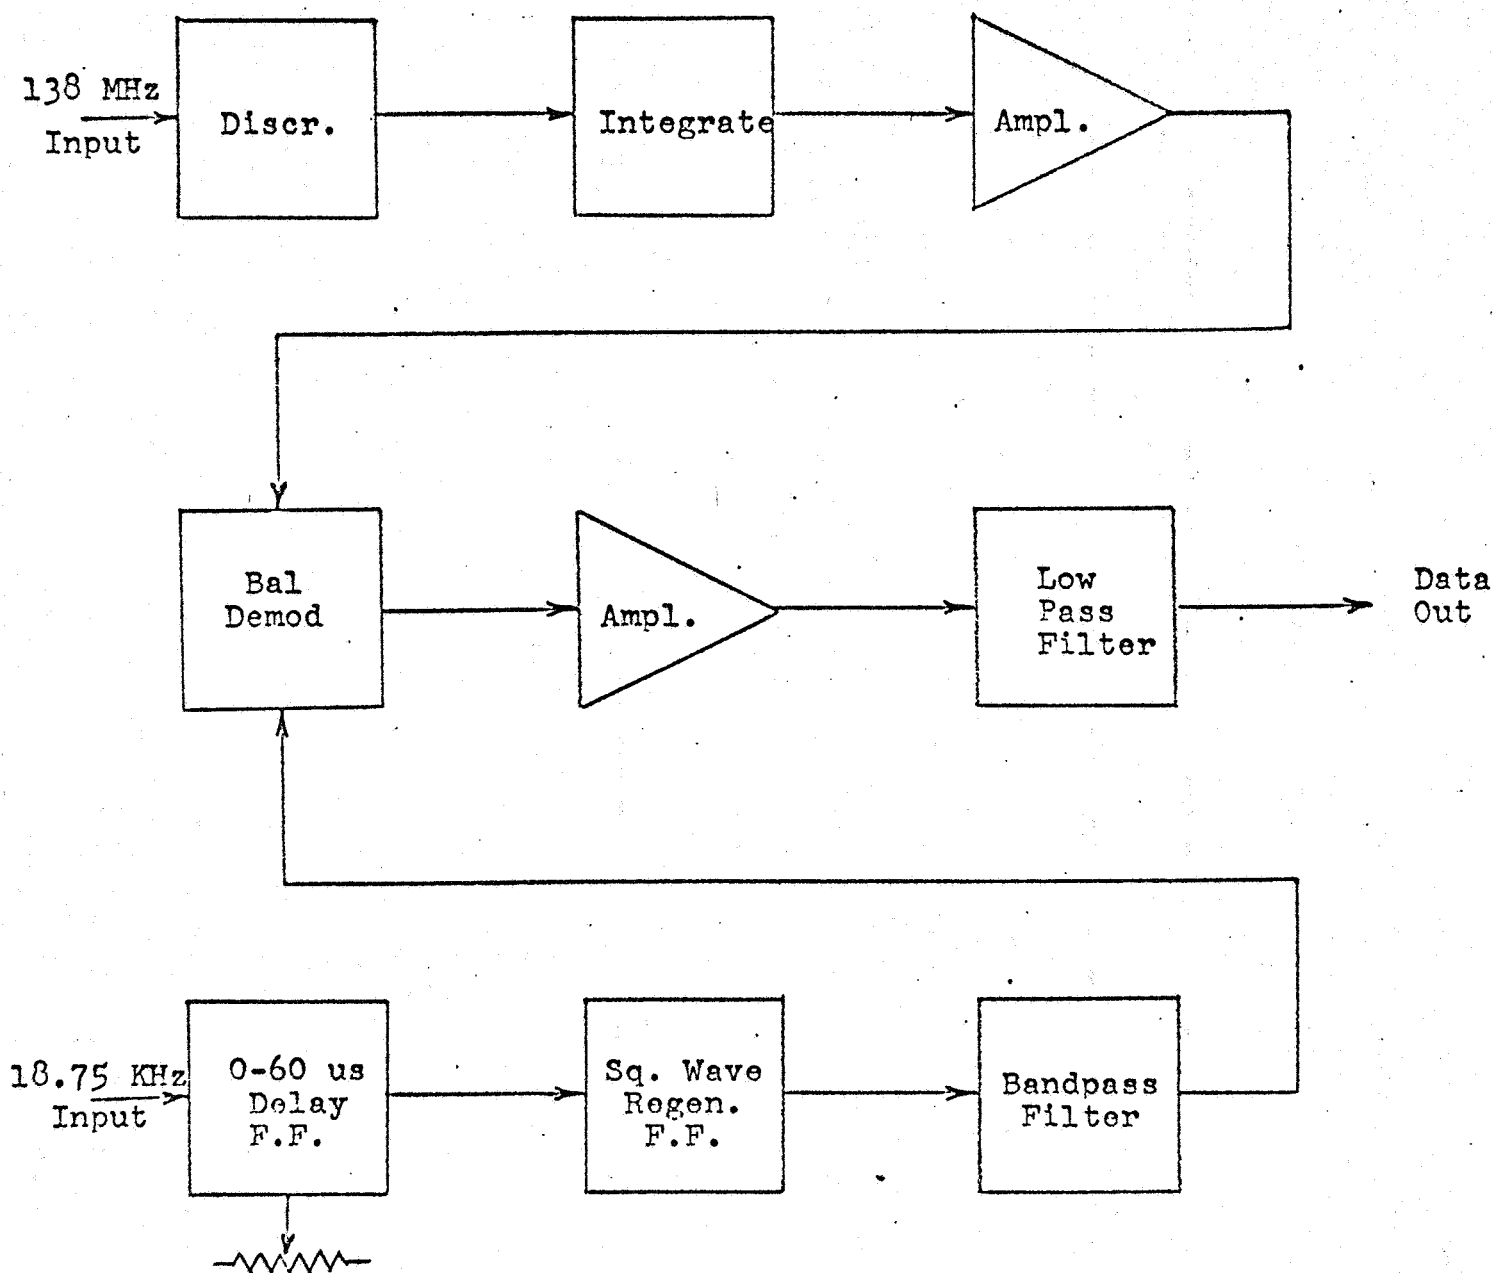 138 MHz
Input
Discr.
Integrate
Ampl.
Bal
Demod
Ampl.
Low
Pass
Filter
Data
Out
18.75 KHz
Input
0-60 us
Delay
F.F.
Sq. Wave
Regen.
F.F.
Bandpass
Filter